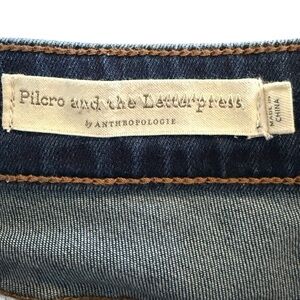 Pilcro and the Letterpress
by ANTHROPOLOGIE
MADE IN
CHINA